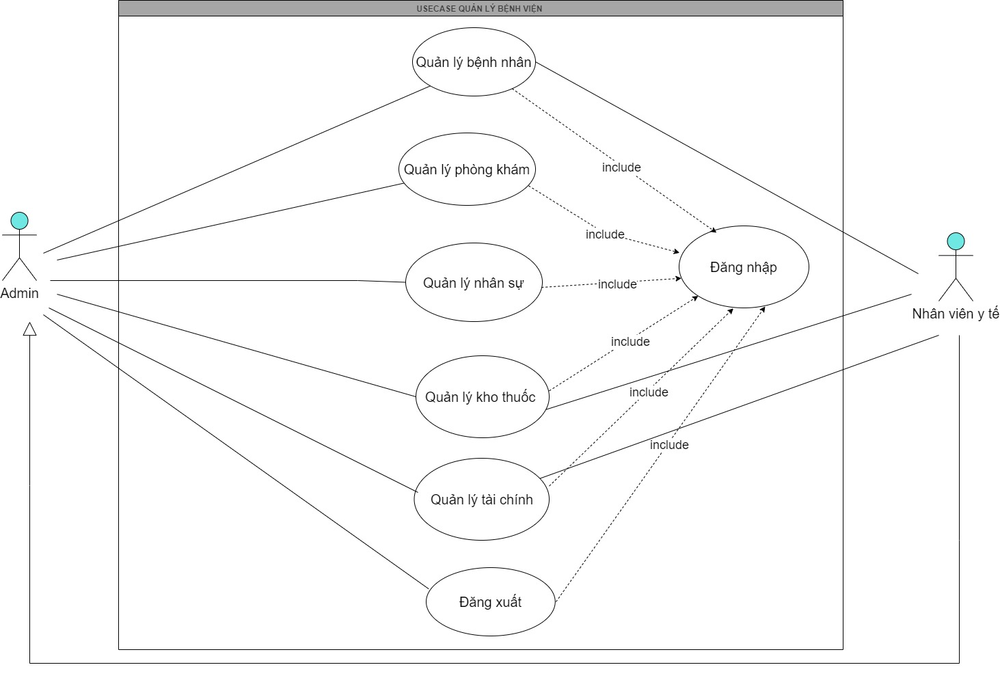 USECASE QUẢN LÝ BỆNH VIỆN
Quản lý bệnh nhân
Quản lý phòng khám
include
include
Đăng nhập
Quản lý nhân sự
include
Admin
Nhân viên y tế
include
Quản lý kho thuốc
include
include
Quản lý tài chính
Đăng xuất